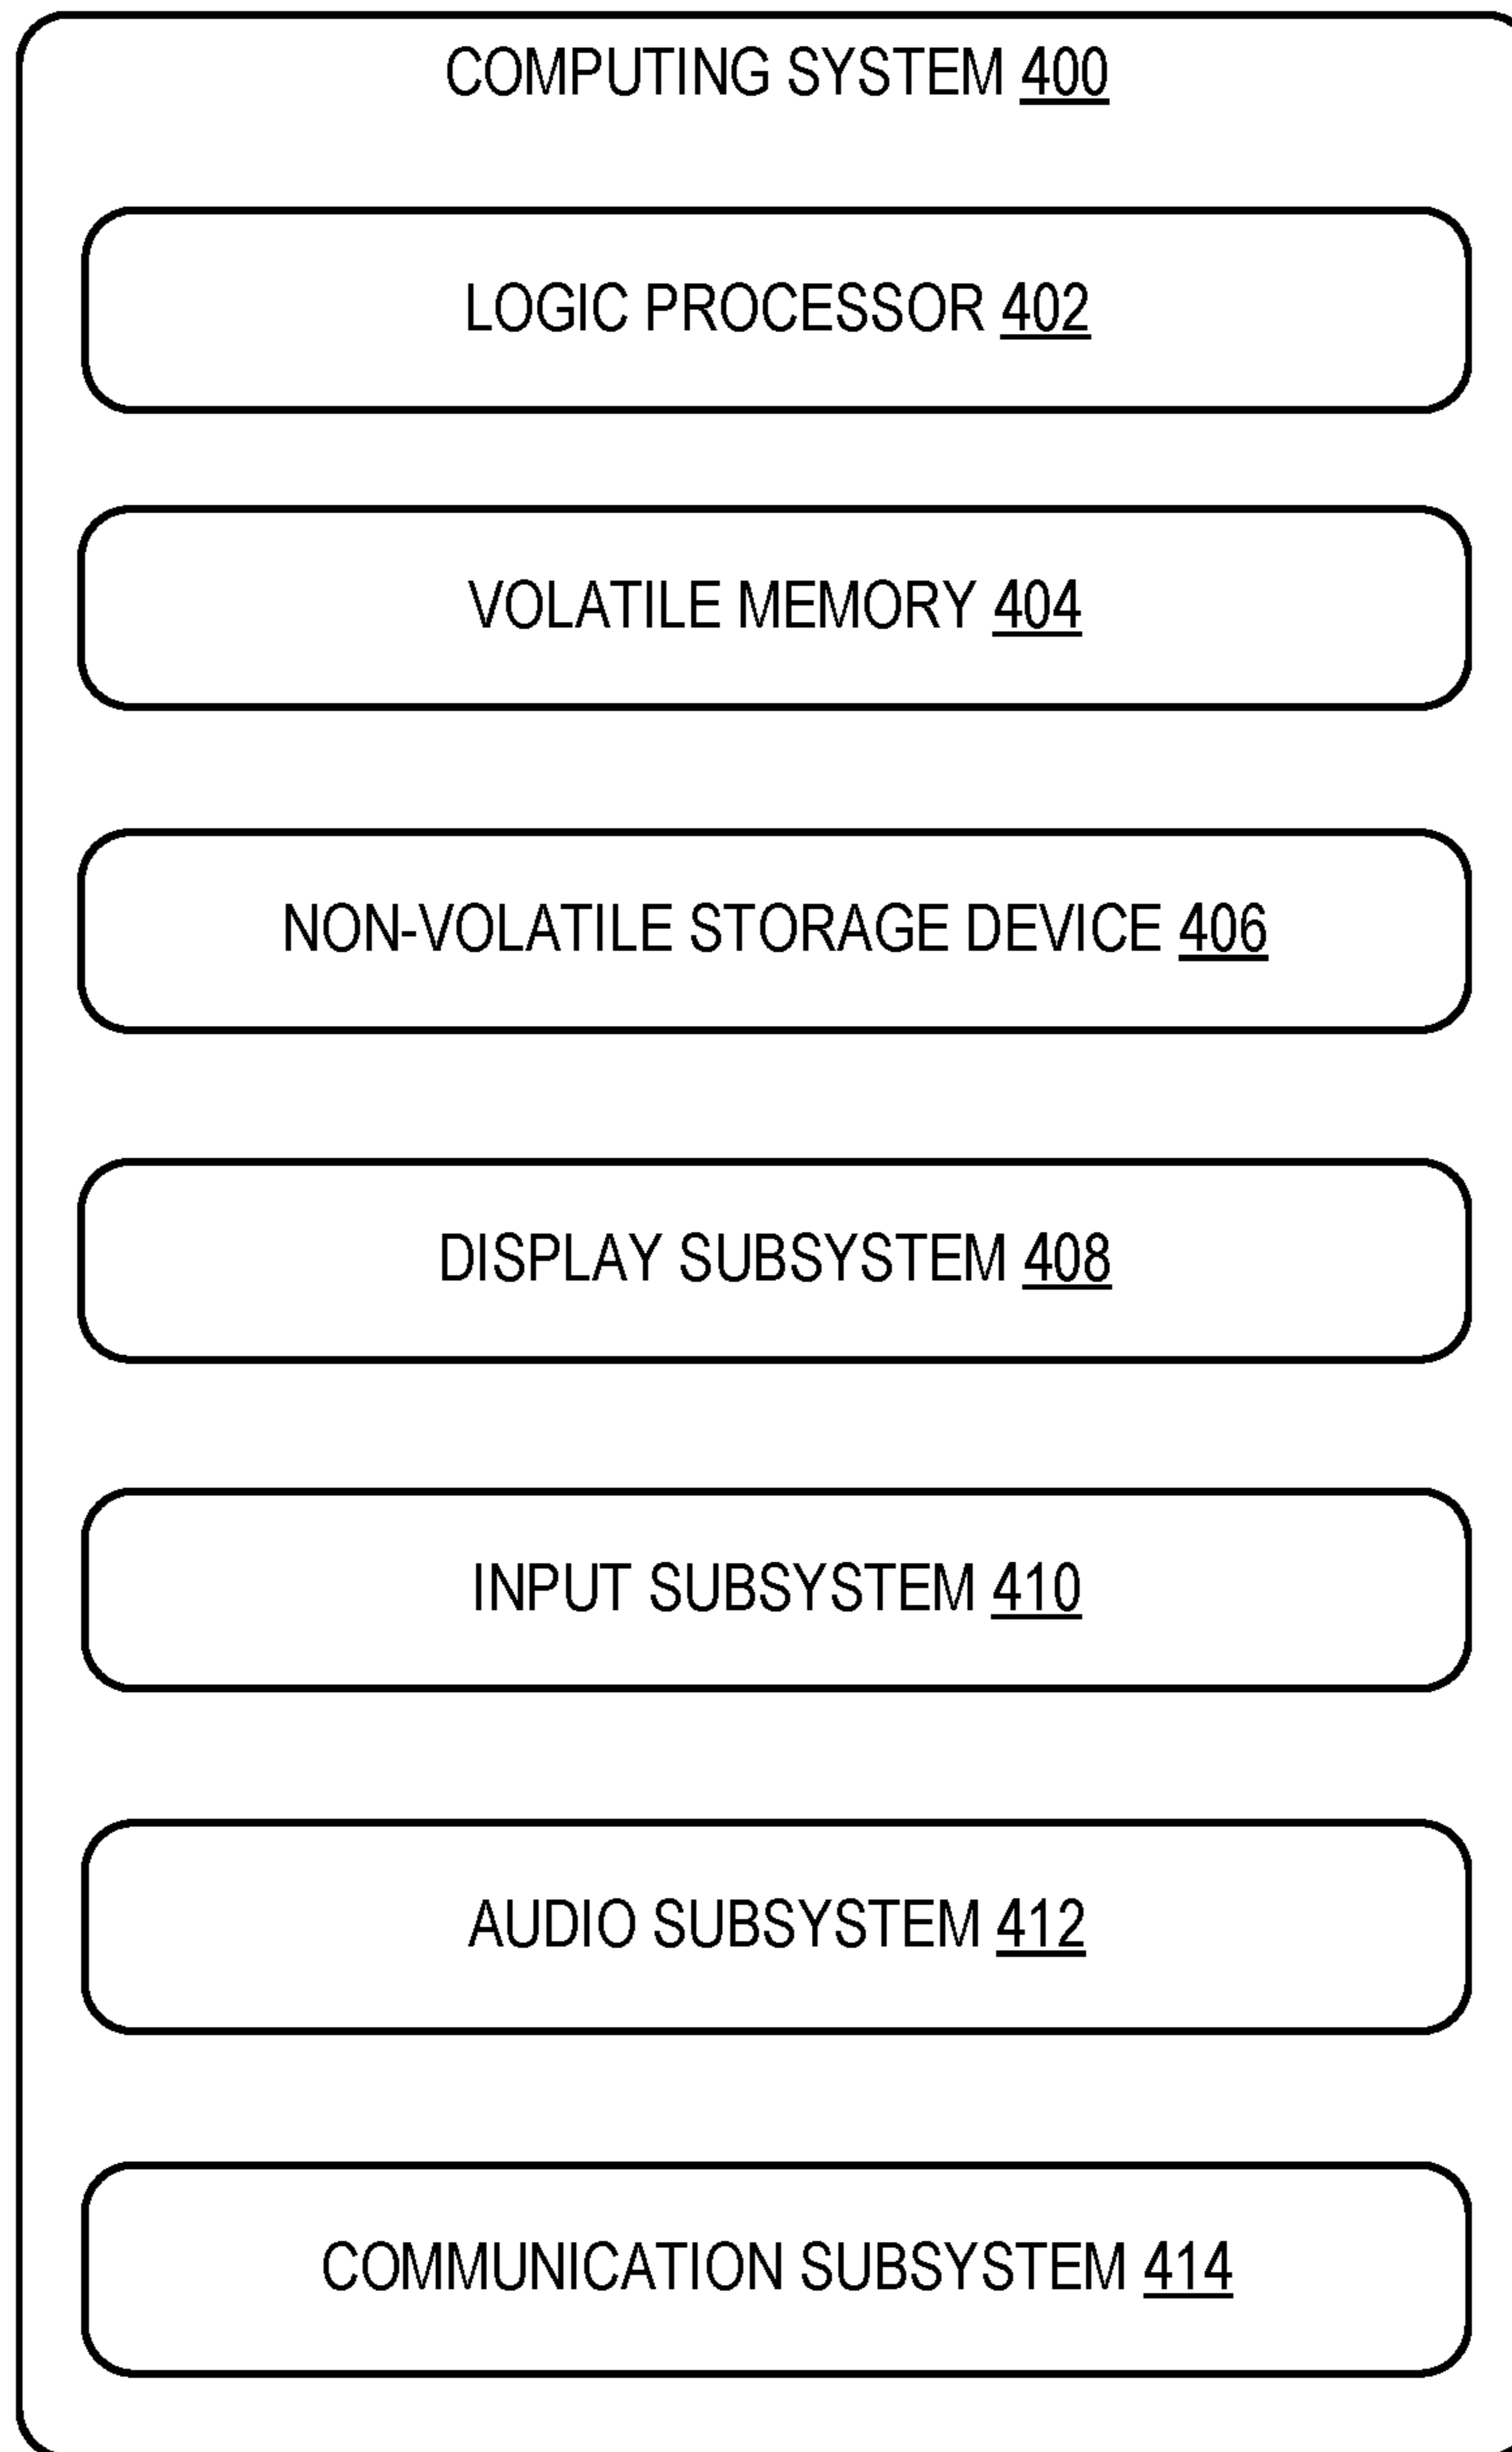 COMPUTING SYSTEM 400
LOGIC PROCESSOR 402
VOLATILE MEMORY 404
NON-VOLATILE STORAGE DEVICE 406
DISPLAY SUBSYSTEM 408
INPUT SUBSYSTEM 410
AUDIO SUBSYSTEM 412
COMMUNICATION SUBSYSTEM 414